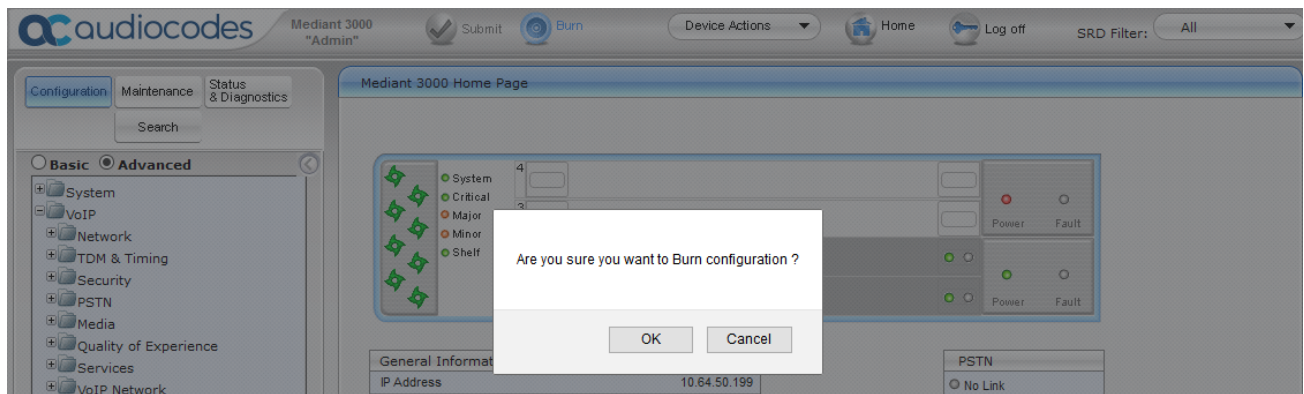 audiocodes
Mediant 3000
"Admin"
Submit
Burn
Device Actions
Home
Log off
SRD Filter:
All
Configuration
Maintenance
Status
& Diagnostics
Search
Basic
Advanced
System
VoIP
Network
TDM & Timing
Security
PSTN
Media
Quality of Experience
Services
VoIP Network
Mediant 3000 Home Page
System
Critical
Major
Minor
Shelf
4
3
Power
Fault
Power
Fault
Are you sure you want to Burn configuration ?
OK
Cancel
General Informat
IP Address
10.64.50.199
PSTN
No Link